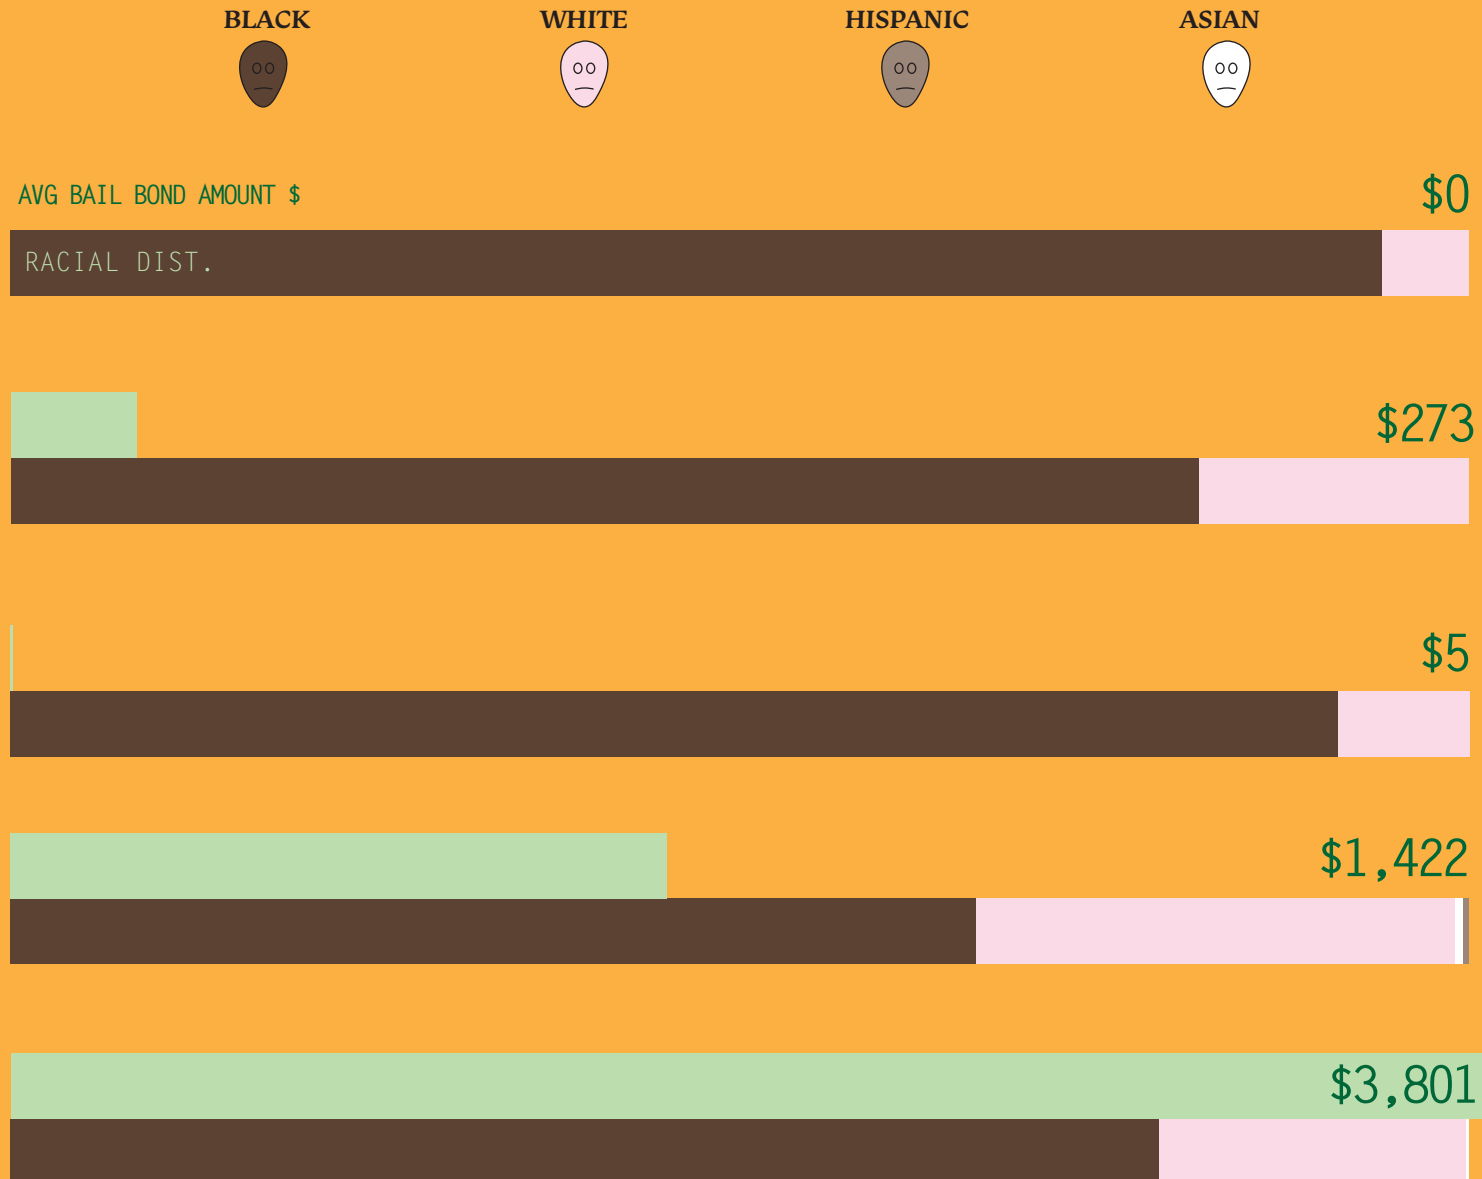 BLACK WHITE HISPANIC ASIAN
AVG BAIL BOND AMOUNT $ $0
RACIAL DIST.
$273
$5
$1,422
$3,801